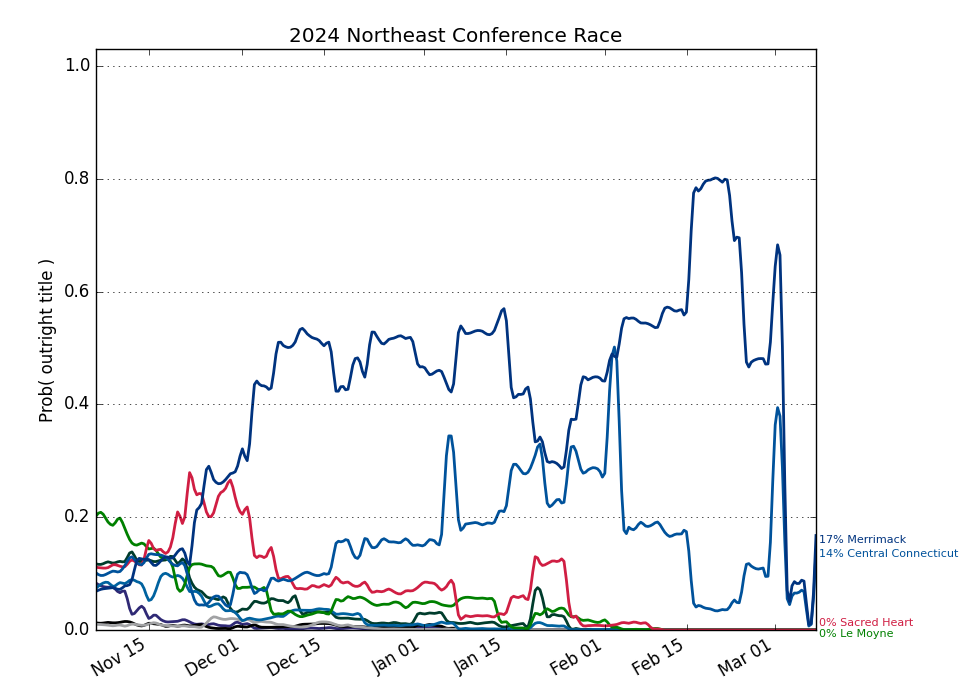 2024 Northeast Conference Race
Prob( outright title )
1.0
0.8
0.6
0.4
0.2
0.0
17% Merrimack
14% Central Connecticut
0% Sacred Heart
0% Le Moyne
Nov 15
Dec 01
Dec 15
Jan 01
Jan 15
Feb 01
Feb 15
Mar 01